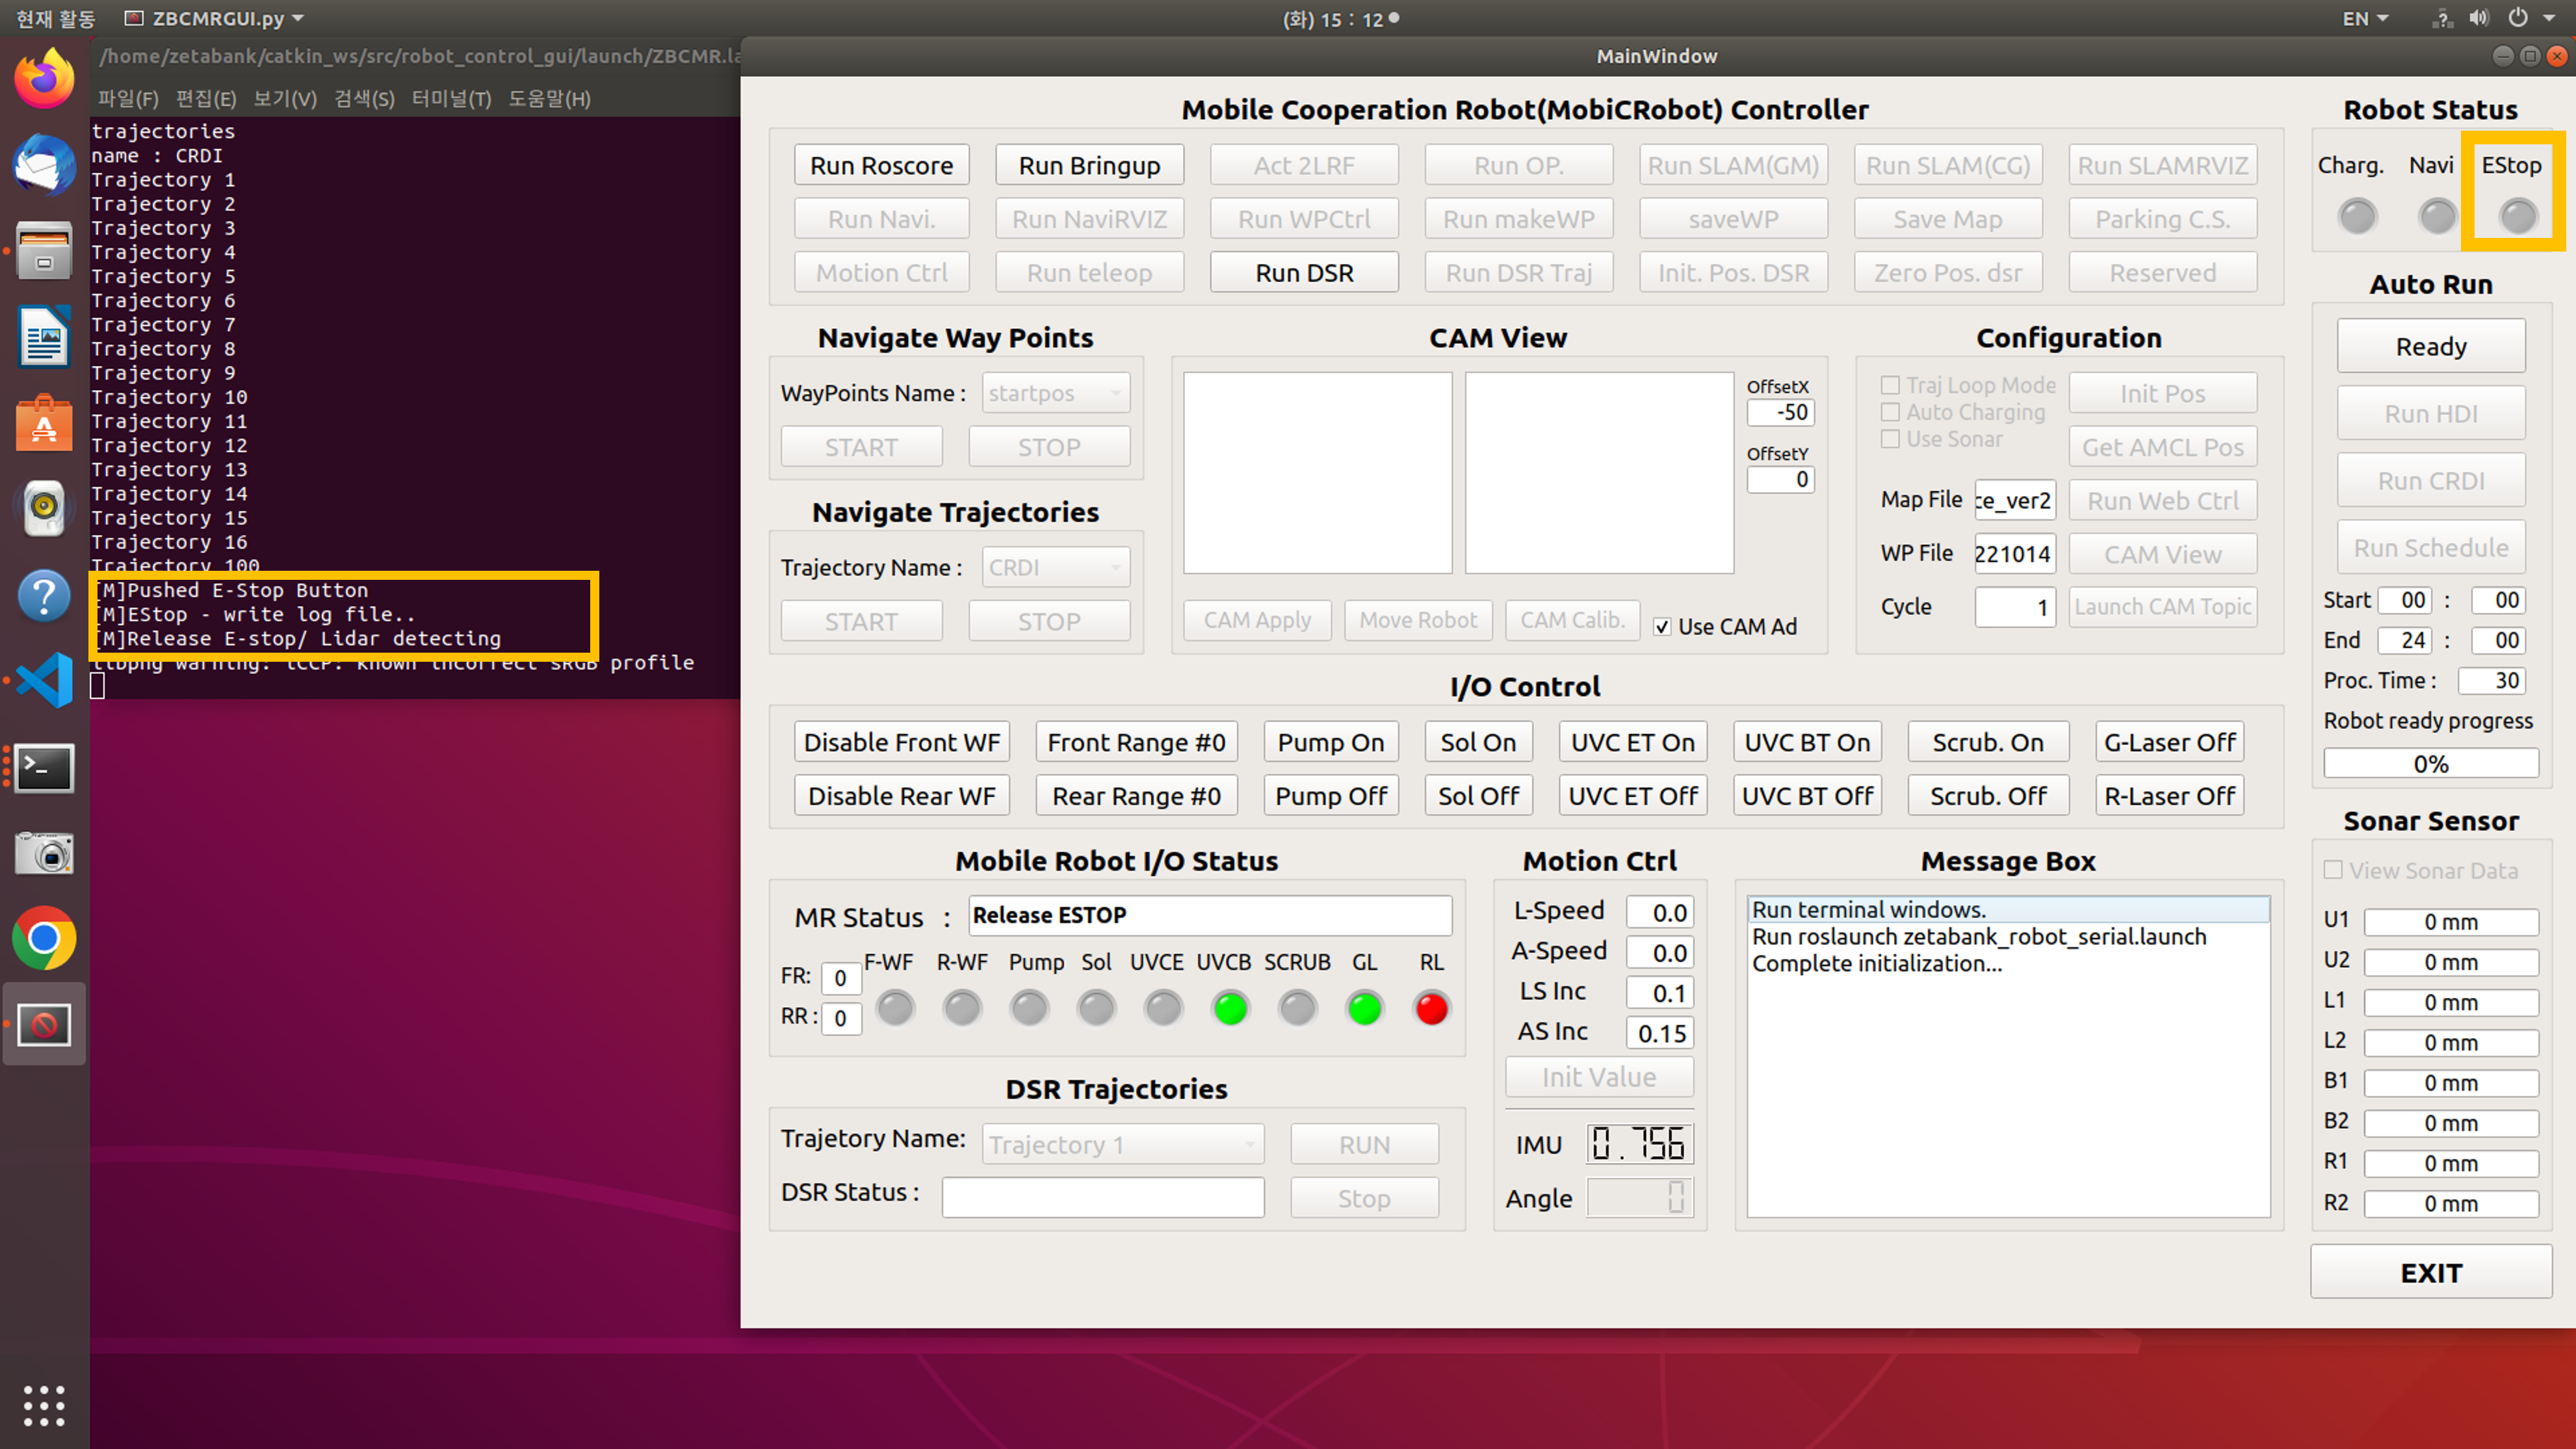 현재 활동
ZBCMRGUI.py
(화) 15 : 12
EN
/home/zetabank/catkin_ws/src/robot_control_gui/launch/ZBCMR.la
파일(F) 편집(E) 보기(V) 검색(S) 터미널(T) 도움말(H)
trajectories
name : CRDI
Trajectory 1
Trajectory 2
Trajectory 3
Trajectory 4
Trajectory 5
Trajectory 6
Trajectory 7
Trajectory 8
Trajectory 9
Trajectory 10
Trajectory 11
Trajectory 12
Trajectory 13
Trajectory 14
Trajectory 15
Trajectory 16
Trajectory 100
[M]Pushed E-Stop Button
[M]EStop - write log file..
[M]Release E-stop/ Lidar detecting
libpng warning: iCCP: known incorrect sRGB profile
MainWindow
Mobile Cooperation Robot(MobiCRobot) Controller
Run Roscore Run Bringup Act 2LRF Run OP. Run SLAM(GM) Run SLAM(CG) Run SLAMRVIZ
Run Navi. Run NaviRVIZ Run WPCtrl Run makeWP saveWP Save Map Parking C.S.
Motion Ctrl Run teleop Run DSR Run DSR Traj Init. Pos. DSR Zero Pos. dsr Reserved
Robot Status
Charg. Navi EStop
Navigate Way Points
WayPoints Name : startpos
START STOP
Navigate Trajectories
Trajectory Name : CRDI
START STOP
CAM View
OffsetX
-50
OffsetY
0
CAM Apply Move Robot CAM Calib. Use CAM Ad
Configuration
Traj Loop Mode
Auto Charging
Use Sonar
Init Pos
Get AMCL Pos
Map File ce_ver2 Run Web Ctrl
WP File 221014 CAM View
Cycle 1 Launch CAM Topic
Auto Run
Ready
Run HDI
Run CRDI
Run Schedule
Start 00 : 00
End 24 : 00
Proc. Time : 30
Robot ready progress
0%
I/O Control
Disable Front WF Front Range #0 Pump On Sol On UVC ET On UVC BT On Scrub. On G-Laser Off
Disable Rear WF Rear Range #0 Pump Off Sol Off UVC ET Off UVC BT Off Scrub. Off R-Laser Off
Mobile Robot I/O Status
MR Status : Release ESTOP
F-WF R-WF Pump Sol UVCE UVCB SCRUB GL RL
FR: 0
RR : 0
DSR Trajectories
Trajetory Name: Trajectory 1 RUN
DSR Status : Stop
Motion Ctrl
L-Speed 0.0
A-Speed 0.0
LS Inc 0.1
AS Inc 0.15
Init Value
IMU 0.756
Angle 0
Message Box
Run terminal windows.
Run roslaunch zetabank_robot_serial.launch
Complete initialization...
Sonar Sensor
View Sonar Data
U1 0 mm
U2 0 mm
L1 0 mm
L2 0 mm
B1 0 mm
B2 0 mm
R1 0 mm
R2 0 mm
EXIT